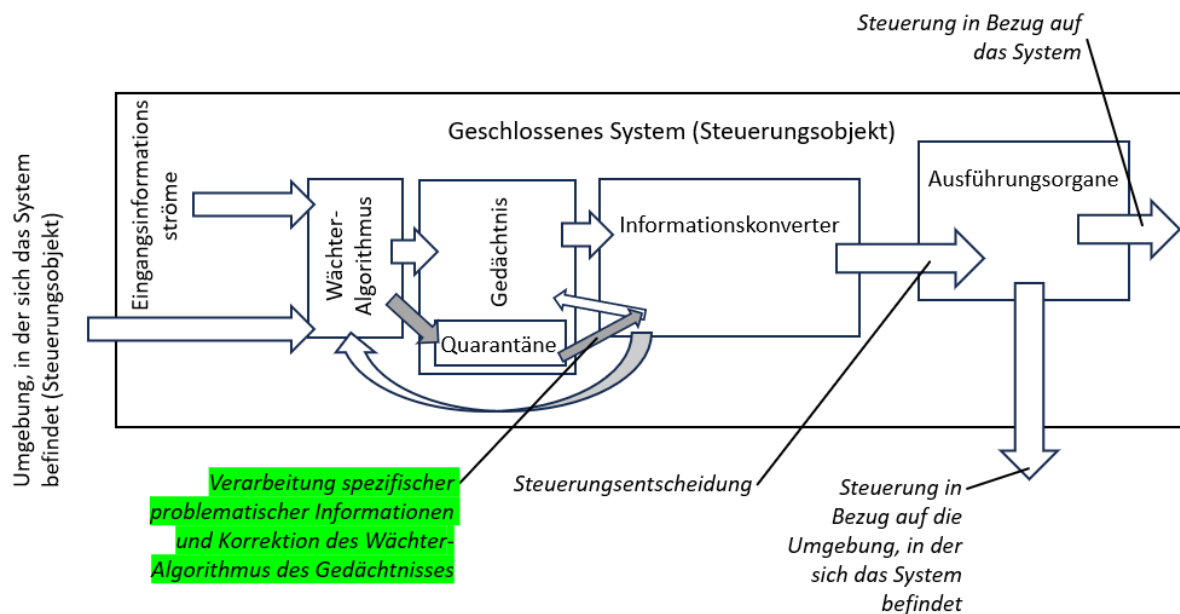 Steuerung in Bezug auf
das System
Geschlossenes System (Steuerungsobjekt)
Umgebung, in der sich das System
befindet (Steuerungsobjekt)
Eingangsinformations
ströme
Wächter-
Algorithmus
Gedächtnis
Quarantäne
Informationskonverter
Ausführungsorgane
Verarbeitung spezifischer
problematischer Informationen
und Korrektion des Wächter-
Algorithmus des Gedächtnisses
Steuerungsentscheidung
Steuerung in
Bezug auf die
Umgebung, in der
sich das System
befindet